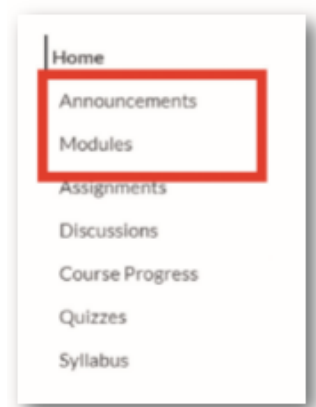 Home
Announcements
Modules
Assignments
Discussions
Course Progress
Quizzes
Syllabus